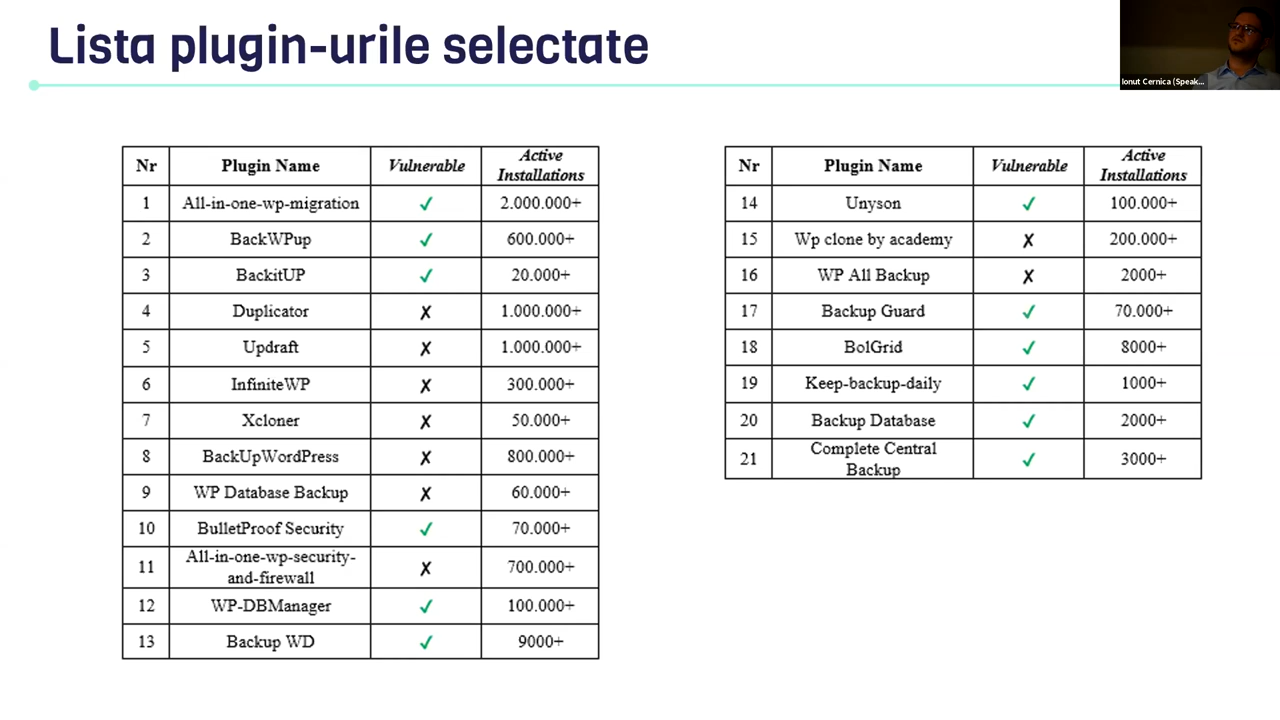 Lista plugin-urile selectate
Ionut Cernica (Speak...
Nr Plugin Name Vulnerable Active Installations
1 All-in-one-wp-migration ✓ 2.000.000+
2 BackWPup ✓ 600.000+
3 BackitUP ✓ 20.000+
4 Duplicator ✗ 1.000.000+
5 Updraft ✗ 1.000.000+
6 InfiniteWP ✗ 300.000+
7 Xcloner ✗ 50.000+
8 BackUpWordPress ✗ 800.000+
9 WP Database Backup ✗ 60.000+
10 BulletProof Security ✓ 70.000+
11 All-in-one-wp-security-and-firewall ✗ 700.000+
12 WP-DBManager ✓ 100.000+
13 Backup WD ✓ 9000+
Nr Plugin Name Vulnerable Active Installations
14 Unyson ✓ 100.000+
15 Wp clone by academy ✗ 200.000+
16 WP All Backup ✗ 2000+
17 Backup Guard ✓ 70.000+
18 BolGrid ✓ 8000+
19 Keep-backup-daily ✓ 1000+
20 Backup Database ✓ 2000+
21 Complete Central Backup ✓ 3000+